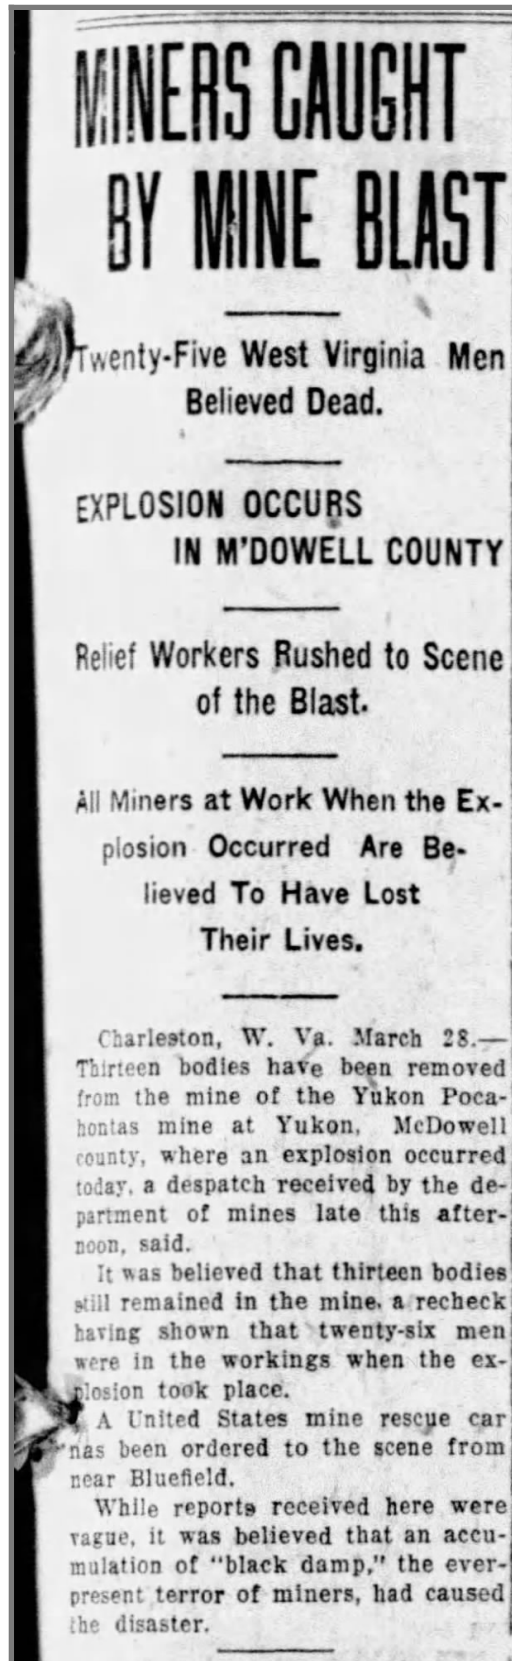 MINERS CAUGHT
BY MINE BLAST
Twenty-Five West Virginia Men
Believed Dead.
EXPLOSION OCCURS
IN M'DOWELL COUNTY
Relief Workers Rushed to Scene
of the Blast.
All Miners at Work When the Ex-
plosion Occurred Are Be-
lieved To Have Lost
Their Lives.
Charleston, W. Va. March 28.—
Thirteen bodies have been removed
from the mine of the Yukon Poca-
hontas mine at Yukon, McDowell
county, where an explosion occurred
today, a despatch received by the de-
partment of mines late this after-
noon, said.
It was believed that thirteen bodies
still remained in the mine, a recheck
having shown that twenty-six men
were in the workings when the ex-
plosion took place.
A United States mine rescue car
has been ordered to the scene from
near Bluefield.
While reports received here were
vague, it was believed that an accu-
mulation of "black damp," the ever-
present terror of miners, had caused
the disaster.